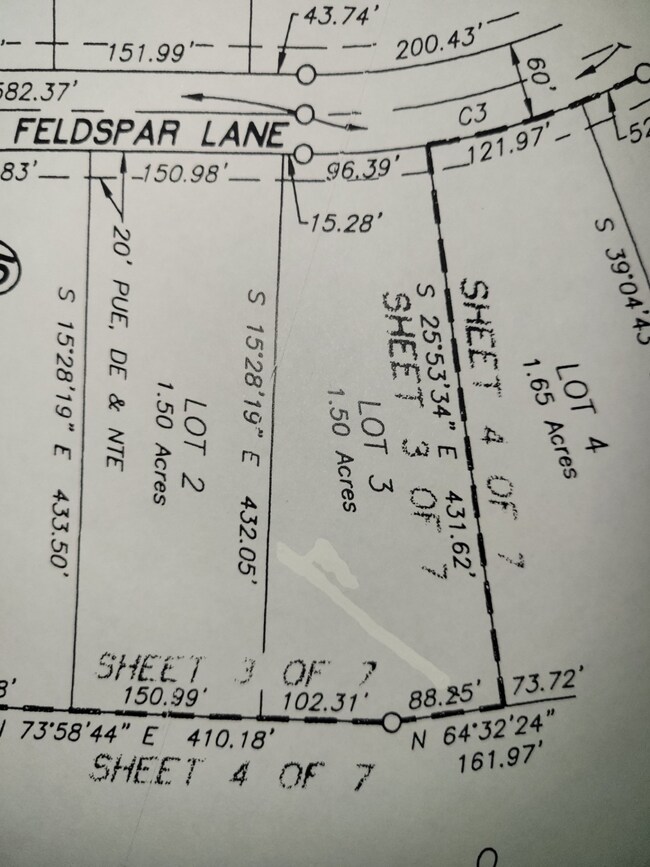 43.74'
151.99'
200.43'
60'
582.37'
C3
FELDSPAR LANE
121.97'
52
83'
150.98'
96.39'
15.28'
20' PUE, DE & NTE
S 15°28'19" E 433.50'
LOT 2
1.50 Acres
S 15°28'19" E 432.05'
LOT 3
1.50 Acres
SHEET 3 OF 7
S 25°53'34" E 431.62'
SHEET 4 OF 7
LOT 4
1.65 Acres
S 39°04'43
SHEET 3 OF 7
150.99'
102.31'
88.25'
73.72'
N 73°58'44" E 410.18'
N 64°32'24"
161.97'
SHEET 4 OF 7